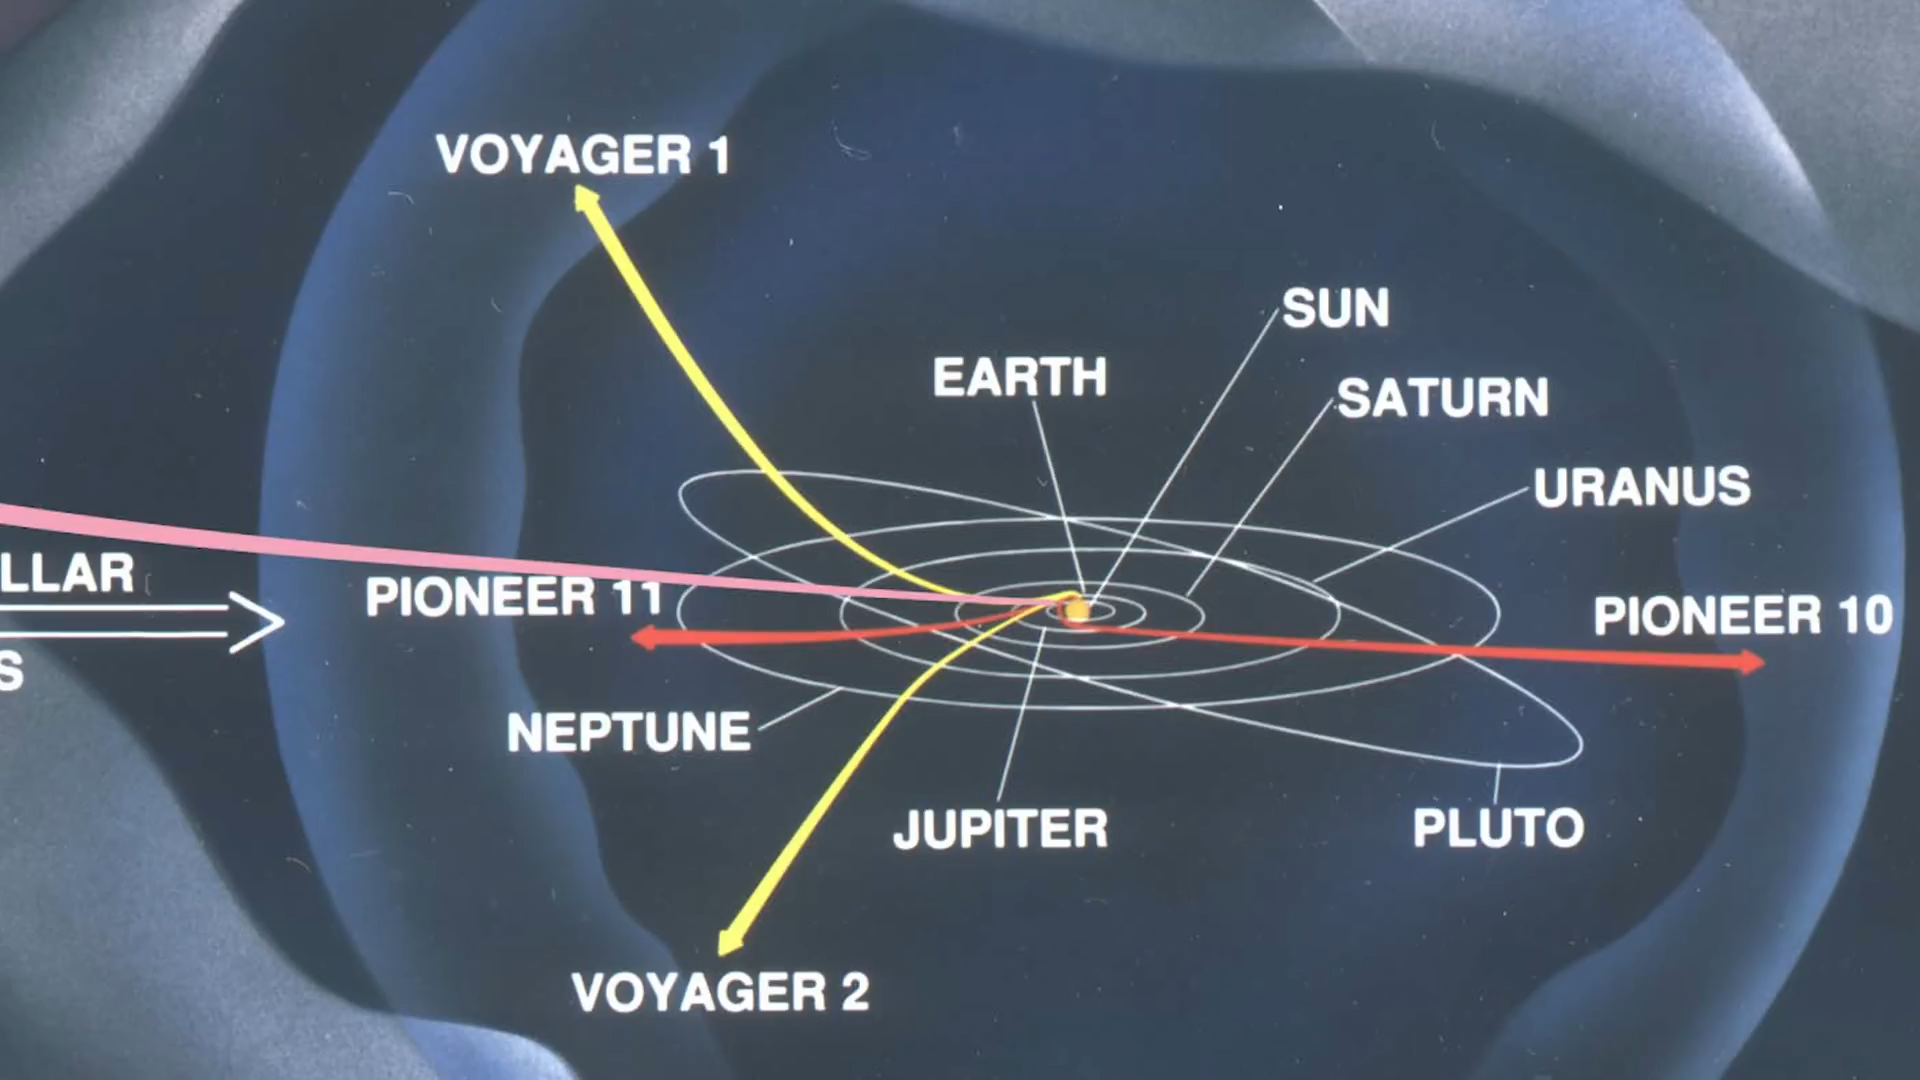 VOYAGER 1
SUN
EARTH
SATURN
URANUS
LLAR
S
PIONEER 11
PIONEER 10
NEPTUNE
JUPITER
PLUTO
VOYAGER 2